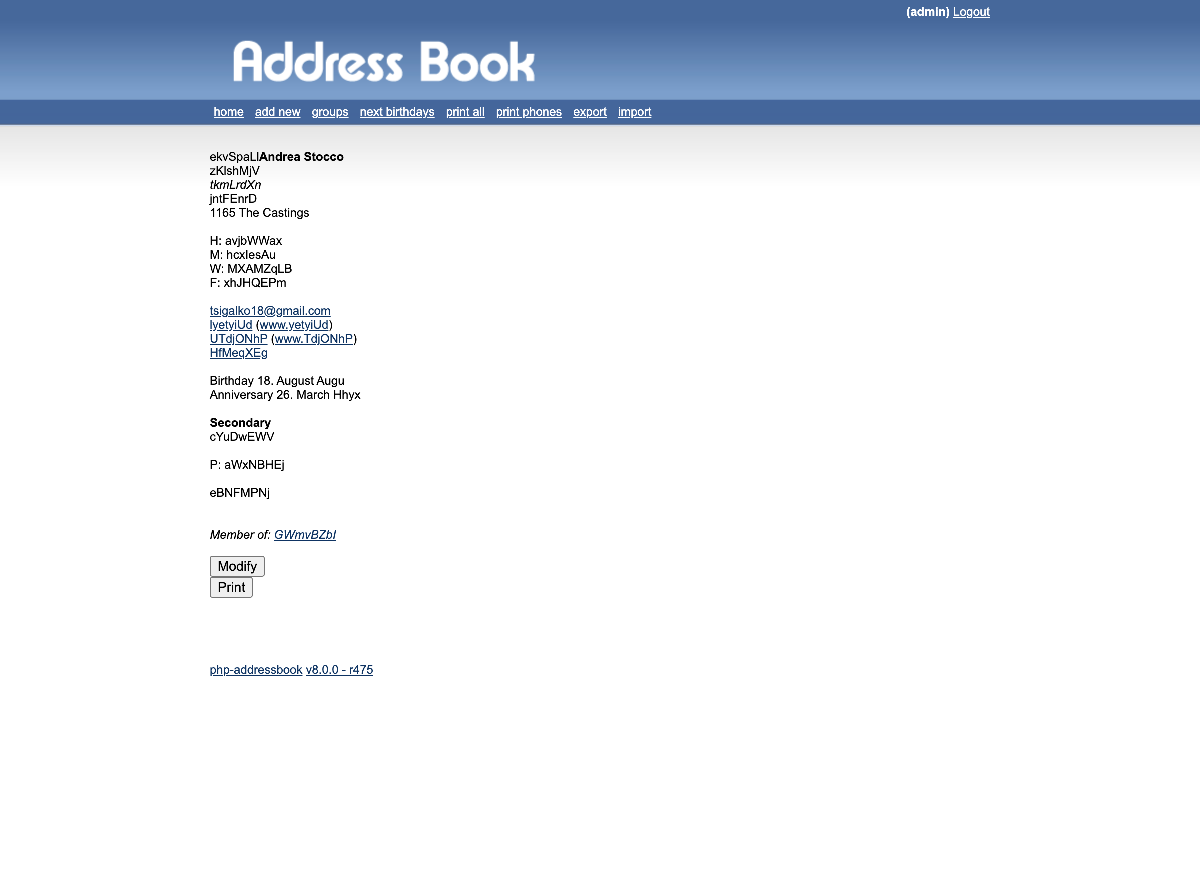 (admin) Logout
Address Book
home add new groups next birthdays print all print phones export import
ekvSpaLlAndrea Stocco
zKlshMjV
tkmLrdXn
jntFEnrD
1165 The Castings
H: avjbWWax
M: hcxIesAu
W: MXAMZqLB
F: xhJHQEPm
tsigalko18@gmail.com
lyetyiUd (www.yetyiUd)
UTdjONhP (www.TdjONhP)
HfMeqXEg
Birthday 18. August Augu
Anniversary 26. March Hhyx
Secondary
cYuDwEWV
P: aWxNBHEj
eBNFMPNj
Member of: GWmvBZbI
Modify
Print
php-addressbook v8.0.0 - r475